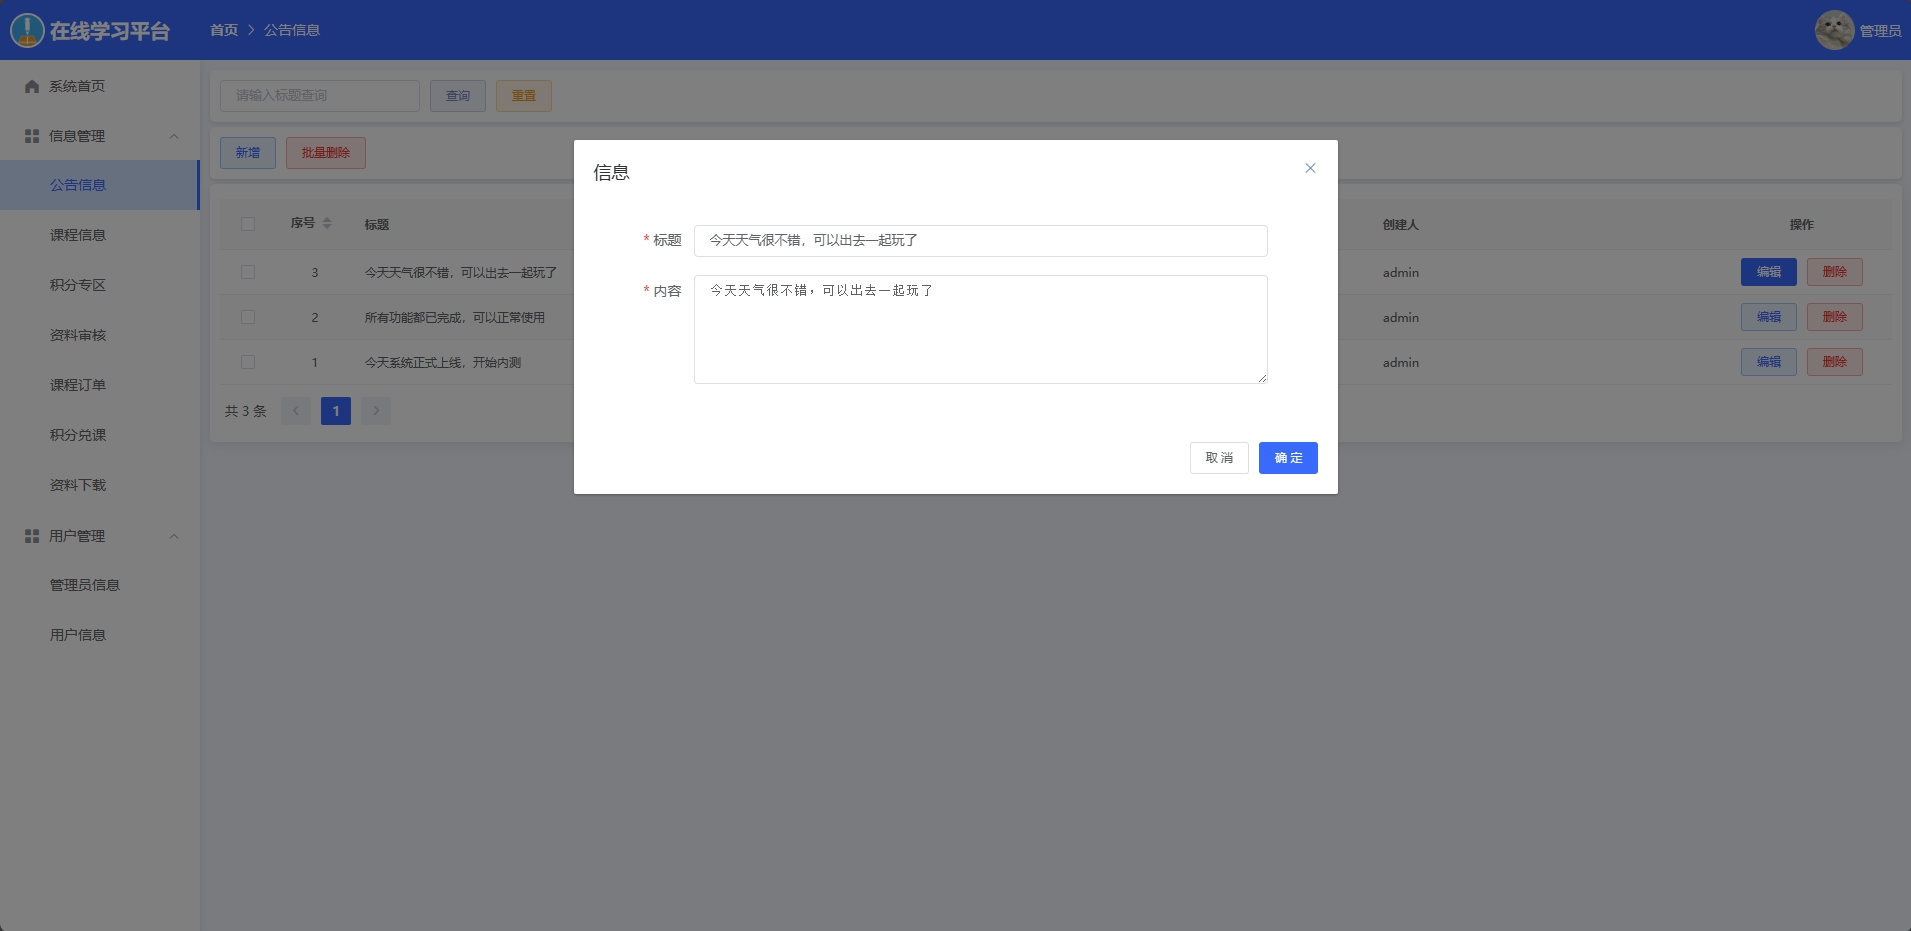 在线学习平台
首页 > 公告信息
管理员
系统首页
信息管理
公告信息
课程信息
积分专区
资料审核
课程订单
积分兑课
资料下载
用户管理
管理员信息
用户信息
请输入标题查询 查询 重置
新增 批量删除
序号 标题 创建人 操作
3 今天天气很不错，可以出去一起玩了 admin 编辑 删除
2 所有功能都已完成，可以正常使用 admin 编辑 删除
1 今天系统正式上线，开始内测 admin 编辑 删除
共 3 条 1
信息
* 标题 今天天气很不错，可以出去一起玩了
* 内容 今天天气很不错，可以出去一起玩了
取 消 确 定